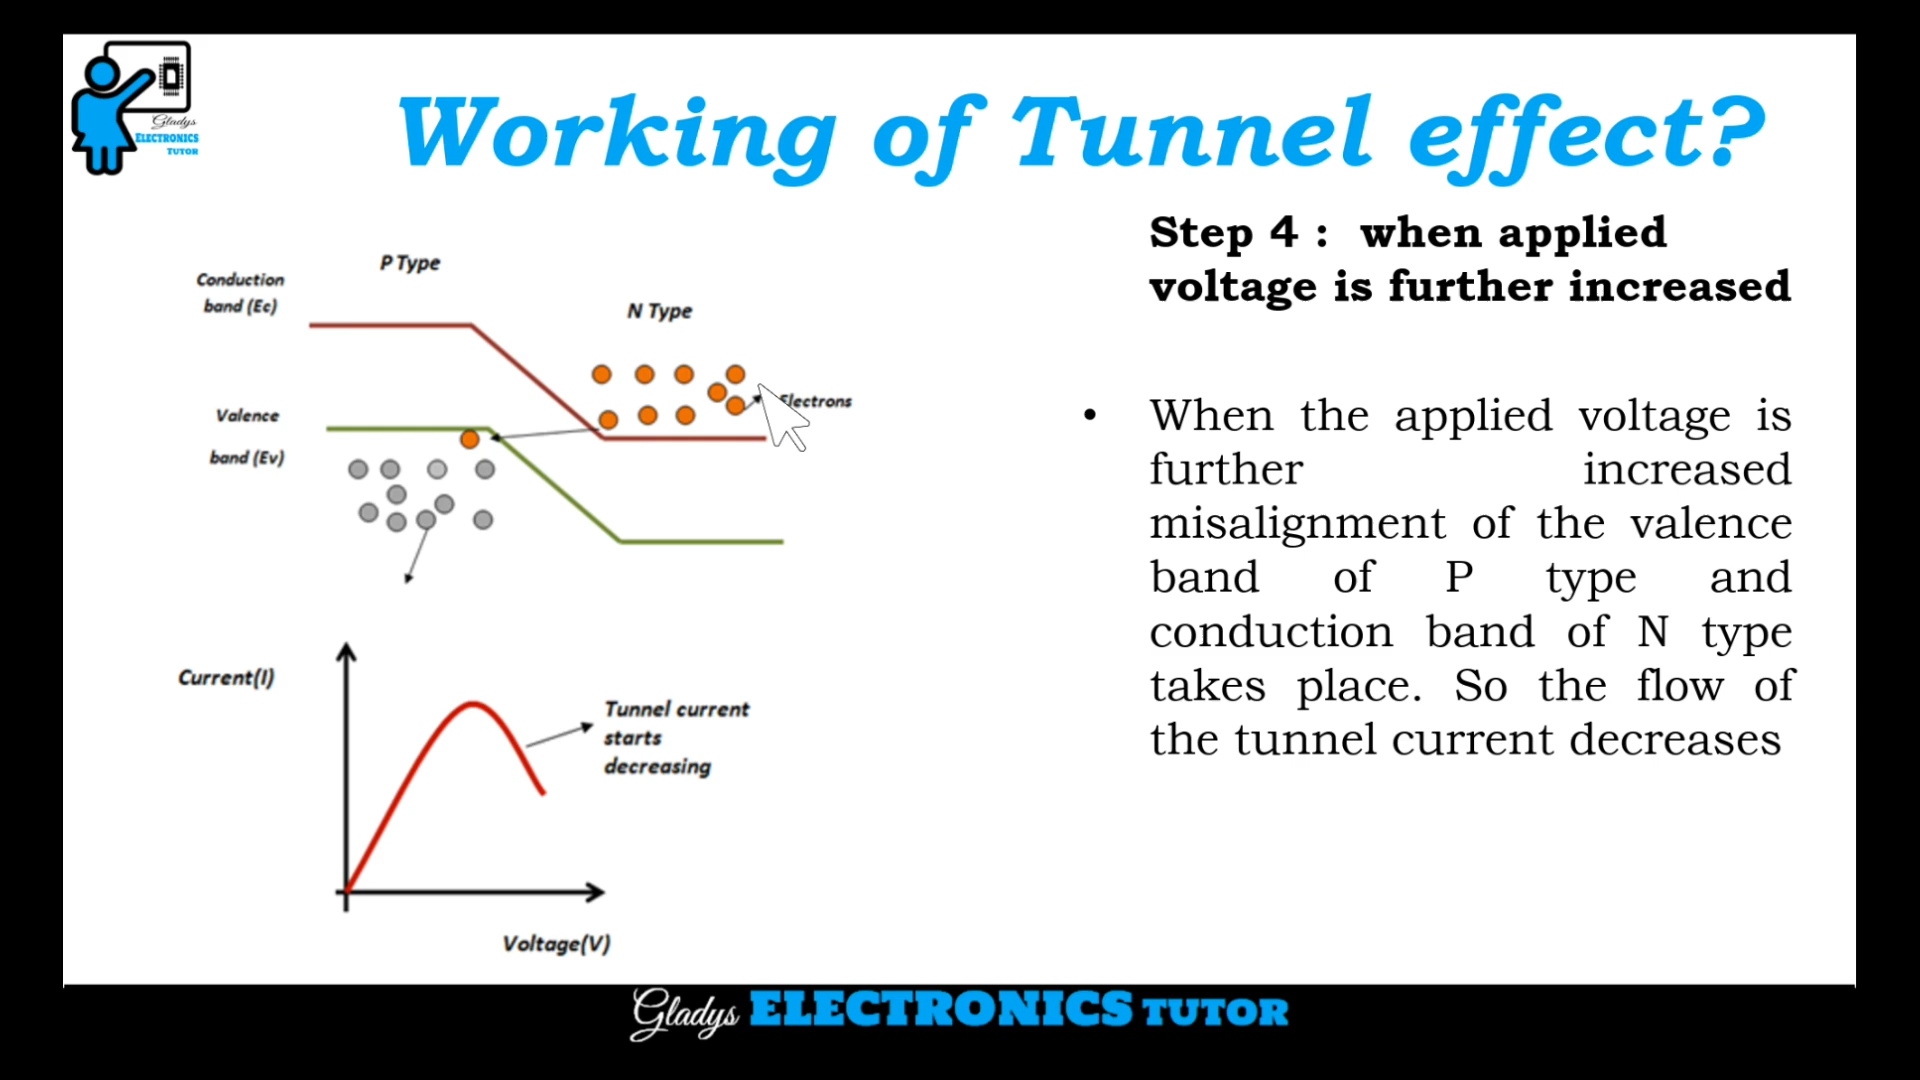 Gladys
ELECTRONICS
TUTOR
Working of Tunnel effect?
Step 4 : when applied
voltage is further increased
• When the applied voltage is
further increased
misalignment of the valence
band of P type and
conduction band of N type
takes place. So the flow of
the tunnel current decreases
P Type
Conduction
band (Ec)
N Type
Electrons
Valence
band (Ev)
Current(I)
Tunnel current
starts
decreasing
Voltage(V)
Gladys ELECTRONICS TUTOR